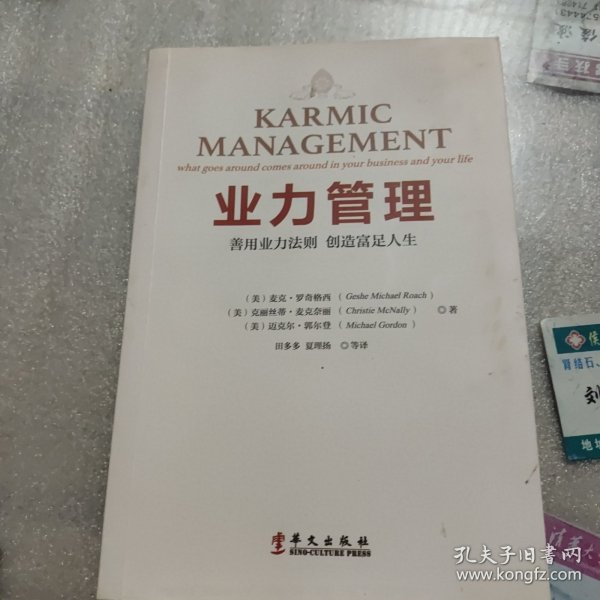 KARMIC
MANAGEMENT
what goes around comes around in your business and your life
业力管理
善用业力法则 创造富足人生
（美）麦克·罗奇格西 （Geshe Michael Roach）
（美）克丽丝蒂·麦克奈丽 （Christie McNally） ◎著
（美）迈克尔·郭尔登 （Michael Gordon）
田多多 夏理扬 ◎等译
华文出版社
SINO-CULTURE PRESS
肾结石、
刘
孔夫子旧书网
www.kongfz.com